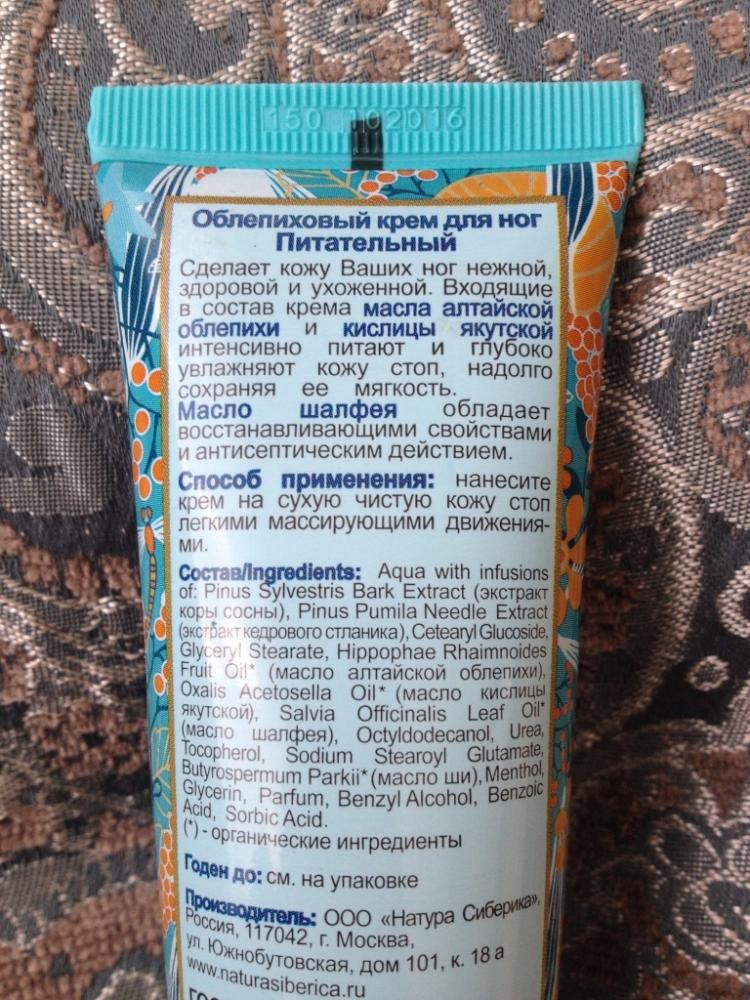 150 102016
Облепиховый крем для ног
Питательный
Сделает кожу Ваших ног нежной,
здоровой и ухоженной. Входящие
в состав крема масла алтайской
облепихи и кислицы якутской
интенсивно питают и глубоко
увлажняют кожу стоп, надолго
сохраняя ее мягкость.
Масло шалфея обладает
восстанавливающими свойствами
и антисептическим действием.
Способ применения: нанесите
крем на сухую чистую кожу стоп
легкими массирующими движения-
ми.
Состав/Ingredients: Aqua with infusions
of: Pinus Sylvestris Bark Extract (экстракт
коры сосны), Pinus Pumila Needle Extract
(экстракт кедрового стланика), Cetearyl Glucoside,
Glyceryl Stearate, Hippophae Rhaimnoides
Fruit Oil* (масло алтайской облепихи),
Oxalis Acetosella Oil* (масло кислицы
якутской), Salvia Officinalis Leaf Oil*
(масло шалфея), Octyldodecanol, Urea,
Tocopherol, Sodium Stearoyl Glutamate,
Butyrospermum Parkii* (масло ши), Menthol,
Glycerin, Parfum, Benzyl Alcohol, Benzoic
Acid, Sorbic Acid.
(*) - органические ингредиенты
Годен до: см. на упаковке
Производитель: ООО «Натура Сиберика»,
Россия, 117042, г. Москва,
ул. Южнобутовская, дом 101, к. 18 а
www.naturasiberica.ru